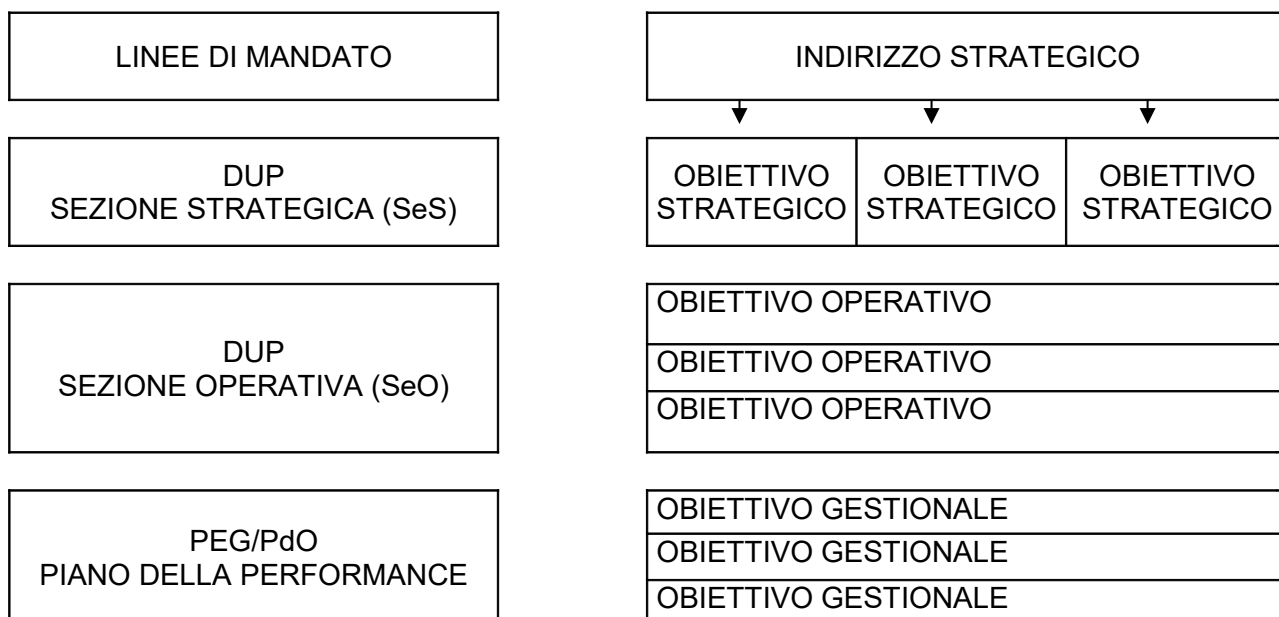 LINEE DI MANDATO
INDIRIZZO STRATEGICO
DUP
SEZIONE STRATEGICA (SeS)
OBIETTIVO
STRATEGICO
OBIETTIVO
STRATEGICO
OBIETTIVO
STRATEGICO
DUP
SEZIONE OPERATIVA (SeO)
OBIETTIVO OPERATIVO
OBIETTIVO OPERATIVO
OBIETTIVO OPERATIVO
PEG/PdO
PIANO DELLA PERFORMANCE
OBIETTIVO GESTIONALE
OBIETTIVO GESTIONALE
OBIETTIVO GESTIONALE